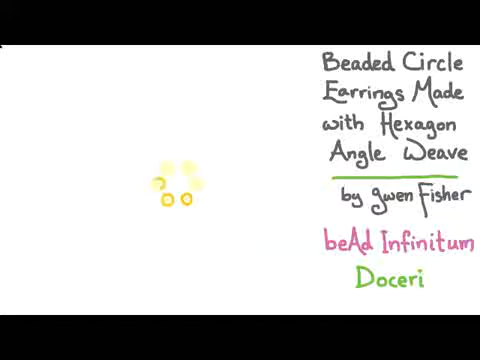 Beaded Circle
Earrings Made
with Hexagon
Angle Weave
by gwen Fisher
beAd Infinitum
Doceri